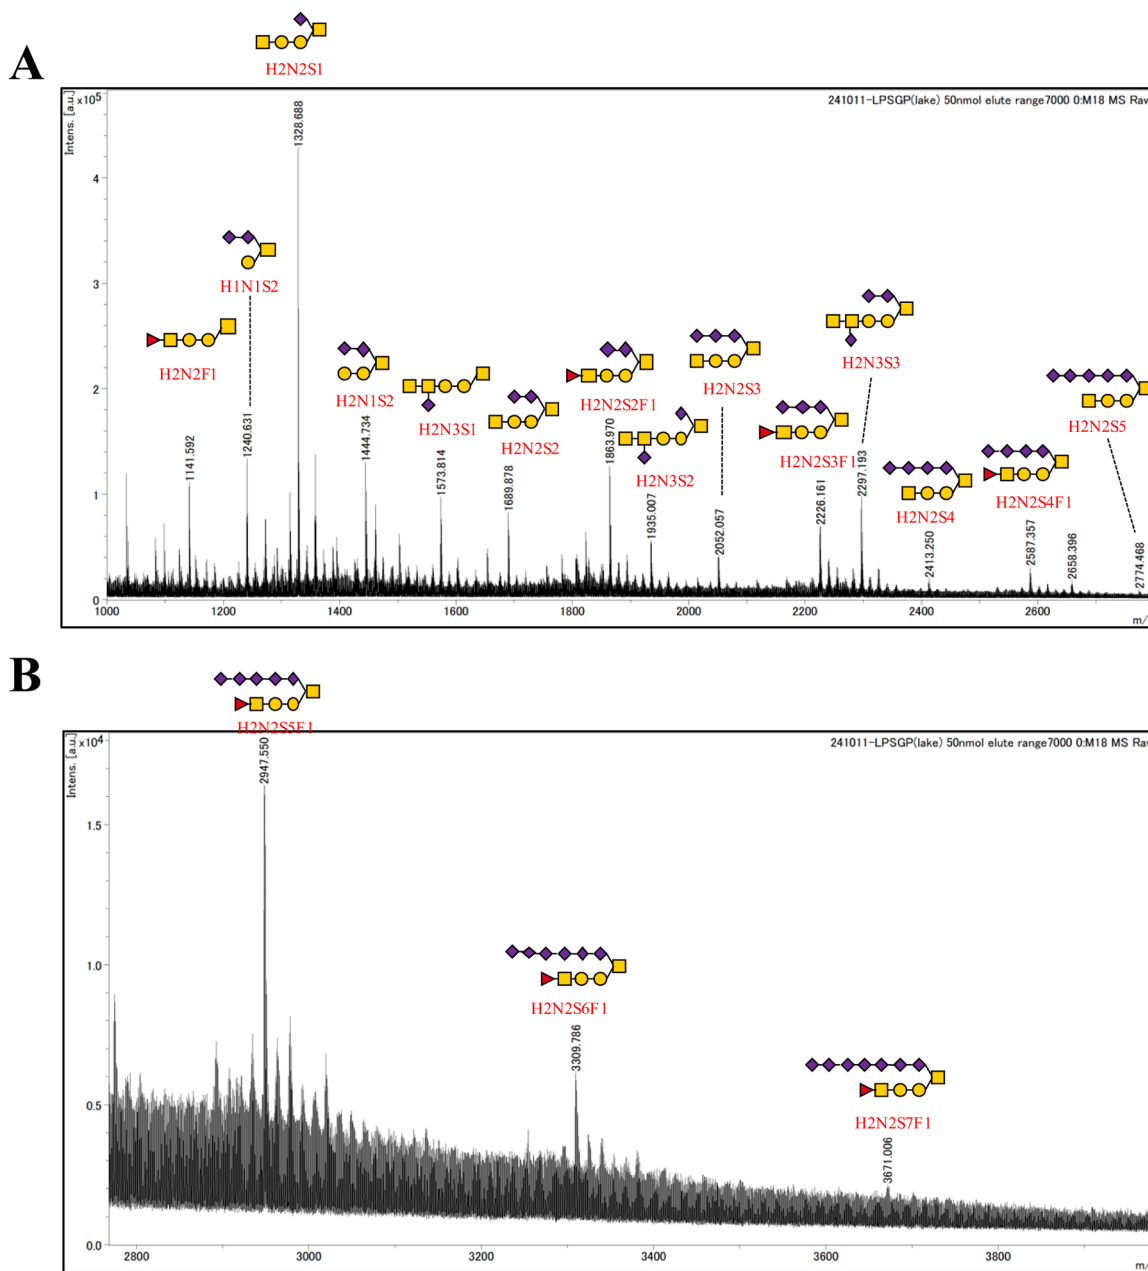 A
H2N2S1
Intens. [a.u.]
x10⁵
241011-LPSGP(lake) 50nmol elute range7000 0:M18 MS Raw
1328.688
4
H1N1S2
3
H2N2F1
H2N1S2
H2N3S1
H2N2S2
H2N2S2F1
H2N3S2
H2N2S3
H2N2S3F1
H2N3S3
H2N2S4
H2N2S4F1
H2N2S5
2
1141.592
1240.631
1444.734
1573.814
1689.878
1863.970
1935.007
2052.057
2226.161
2297.193
2413.250
2587.357
2658.396
2774.468
1
0
1000
1200
1400
1600
1800
2000
2200
2400
2600
m/
B
H2N2S5F1
Intens. [a.u.]
x10⁴
241011-LPSGP(lake) 50nmol elute range7000 0:M18 MS Raw
2947.550
1.5
1.0
H2N2S6F1
3309.786
H2N2S7F1
3671.006
0.5
0.0
2800
3000
3200
3400
3600
3800
m/